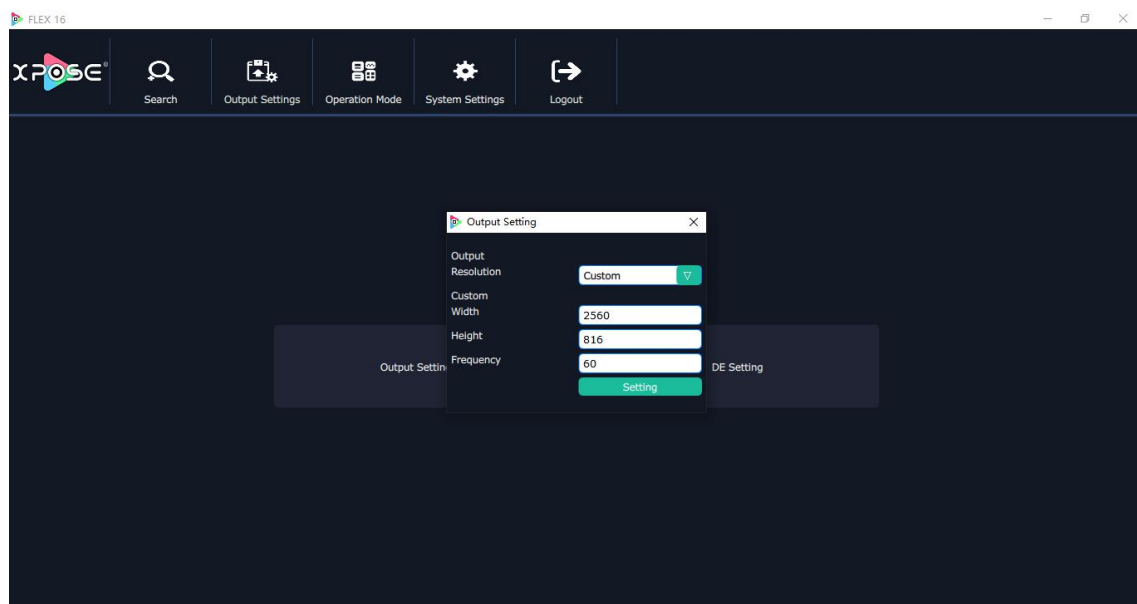 FLEX 16
XPOSE®
Search
Output Settings
Operation Mode
System Settings
Logout
Output Setting
Output
Resolution
Custom
Custom
Width
2560
Height
816
Frequency
60
Setting
Output Settin
DE Setting